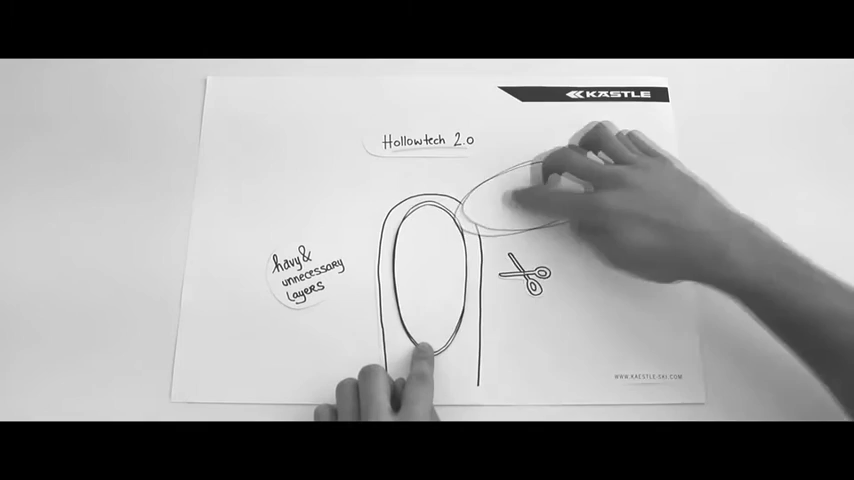 KÄSTLE
Hollowtech 2.0
havy &
unnecessary
layers
WWW.KAESTLE-SKI.COM